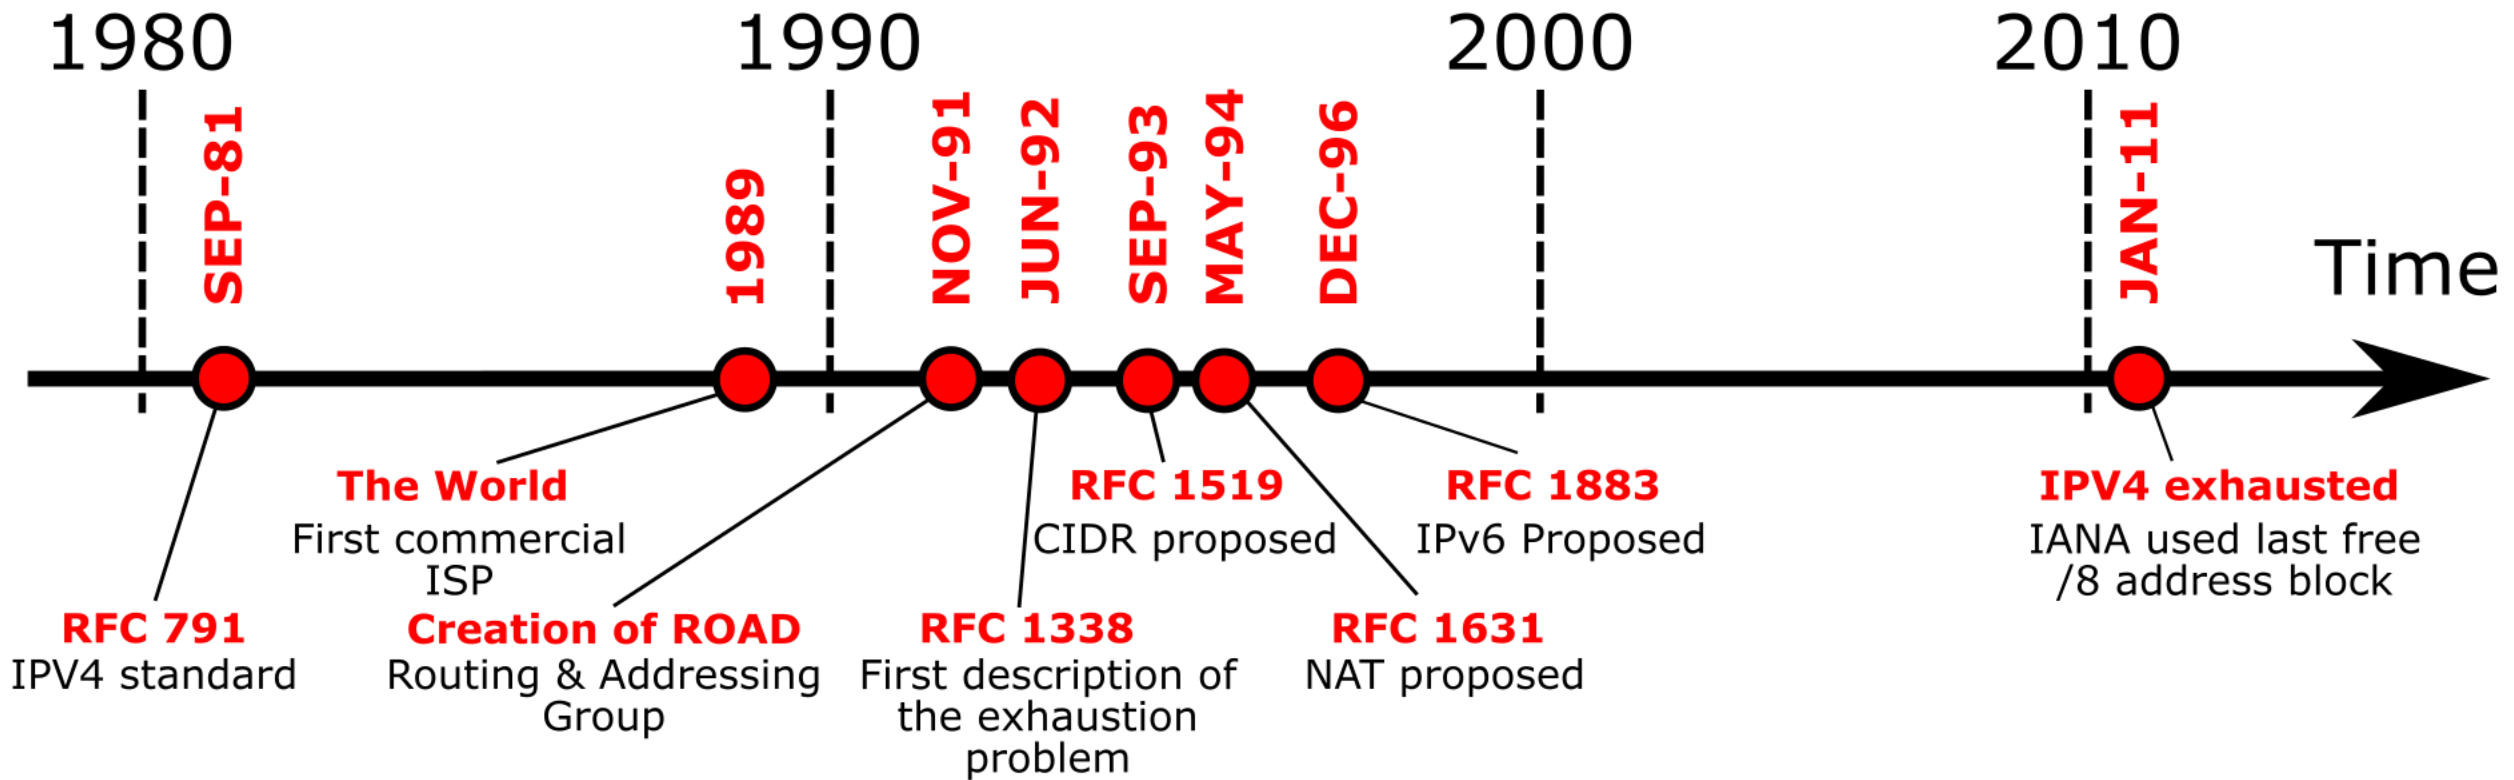 1980
1990
2000
2010
SEP-81
1989
NOV-91
JUN-92
SEP-93
MAY-94
DEC-96
JAN-11
Time
The World
First commercial
ISP
RFC 1519
CIDR proposed
RFC 1883
IPv6 Proposed
IPV4 exhausted
IANA used last free
/8 address block
RFC 791
IPV4 standard
Creation of ROAD
Routing & Addressing
Group
RFC 1338
First description of
the exhaustion
problem
RFC 1631
NAT proposed